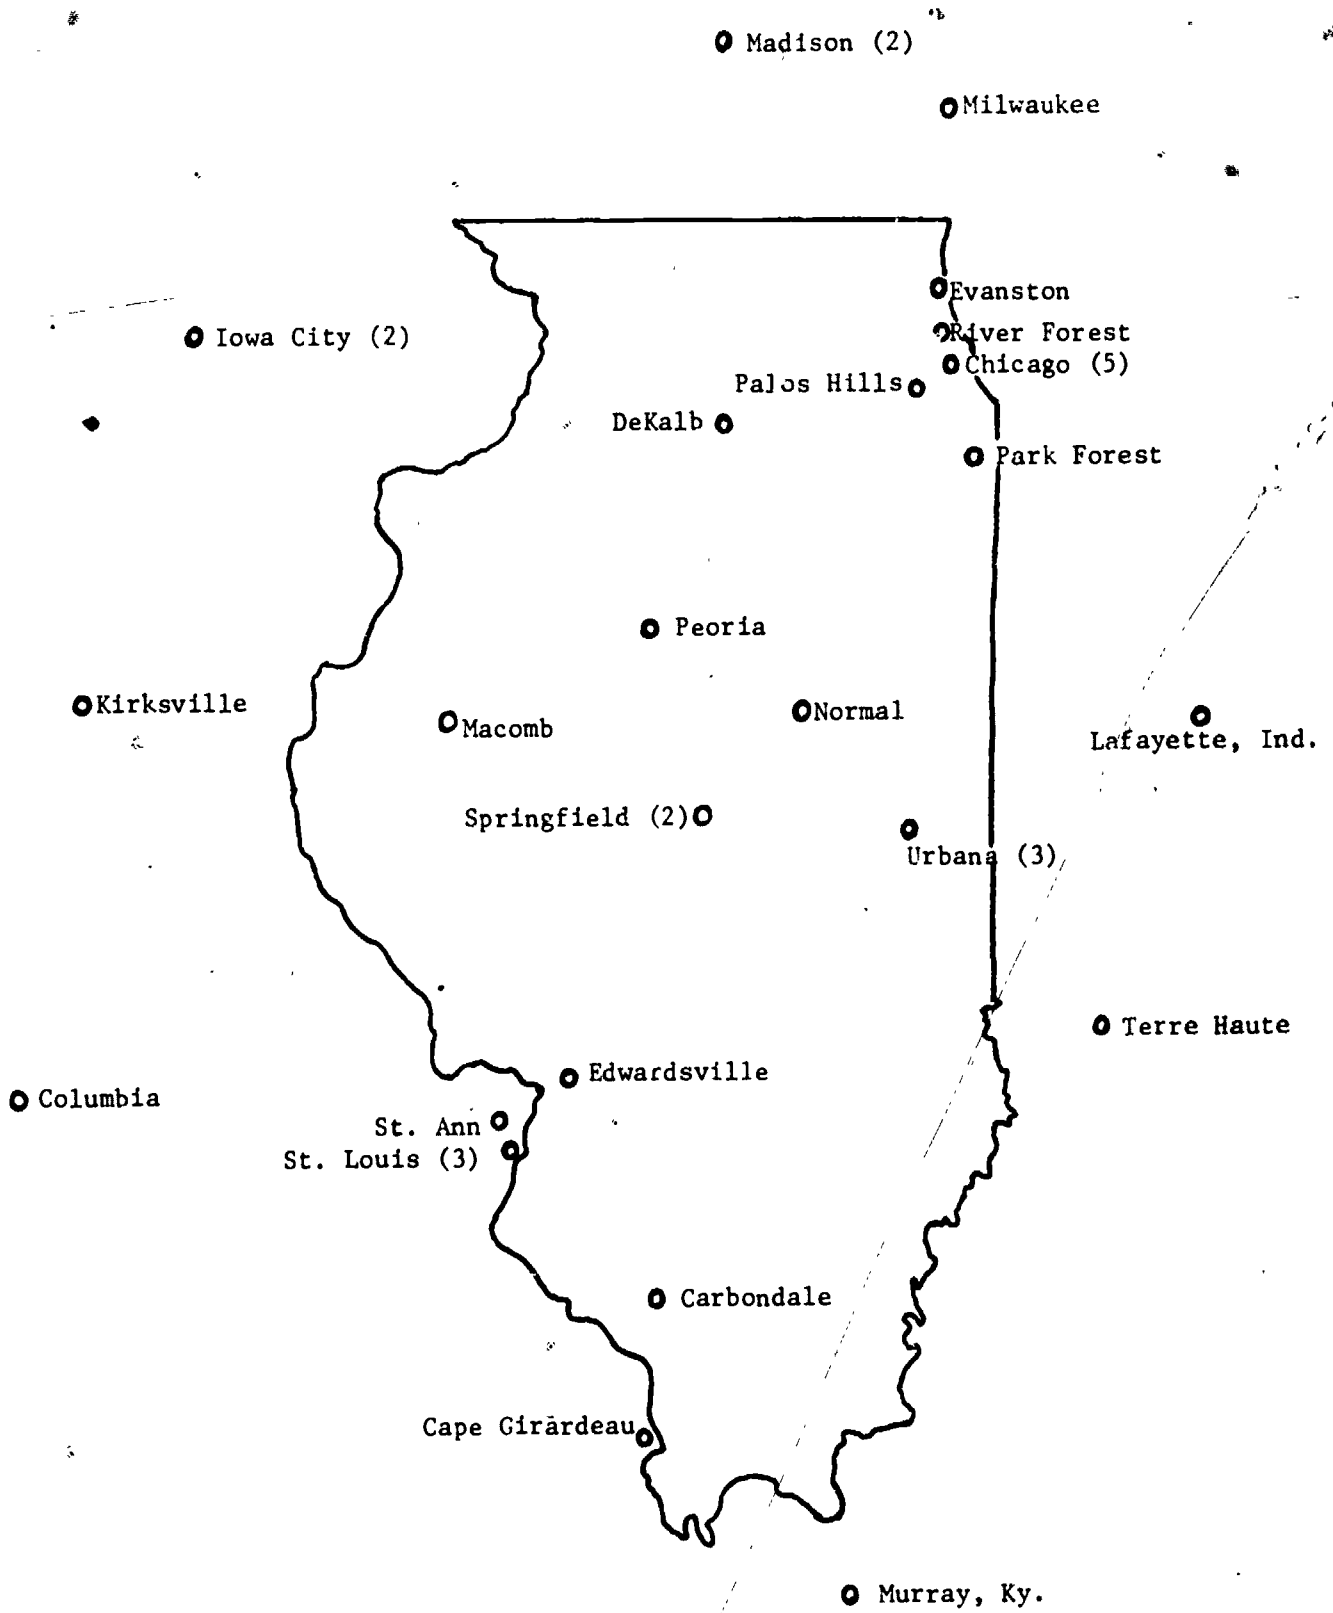 Madison (2)
Milwaukee
Evanston
Iowa City (2)
River Forest
Chicago (5)
Palos Hills
DeKalb
Park Forest
Peoria
Kirksville
Macomb
Normal
Lafayette, Ind.
Springfield (2)
Urbana (3)
Terre Haute
Edwardsville
Columbia
St. Ann
St. Louis (3)
Carbondale
Cape Girardeau
Murray, Ky.